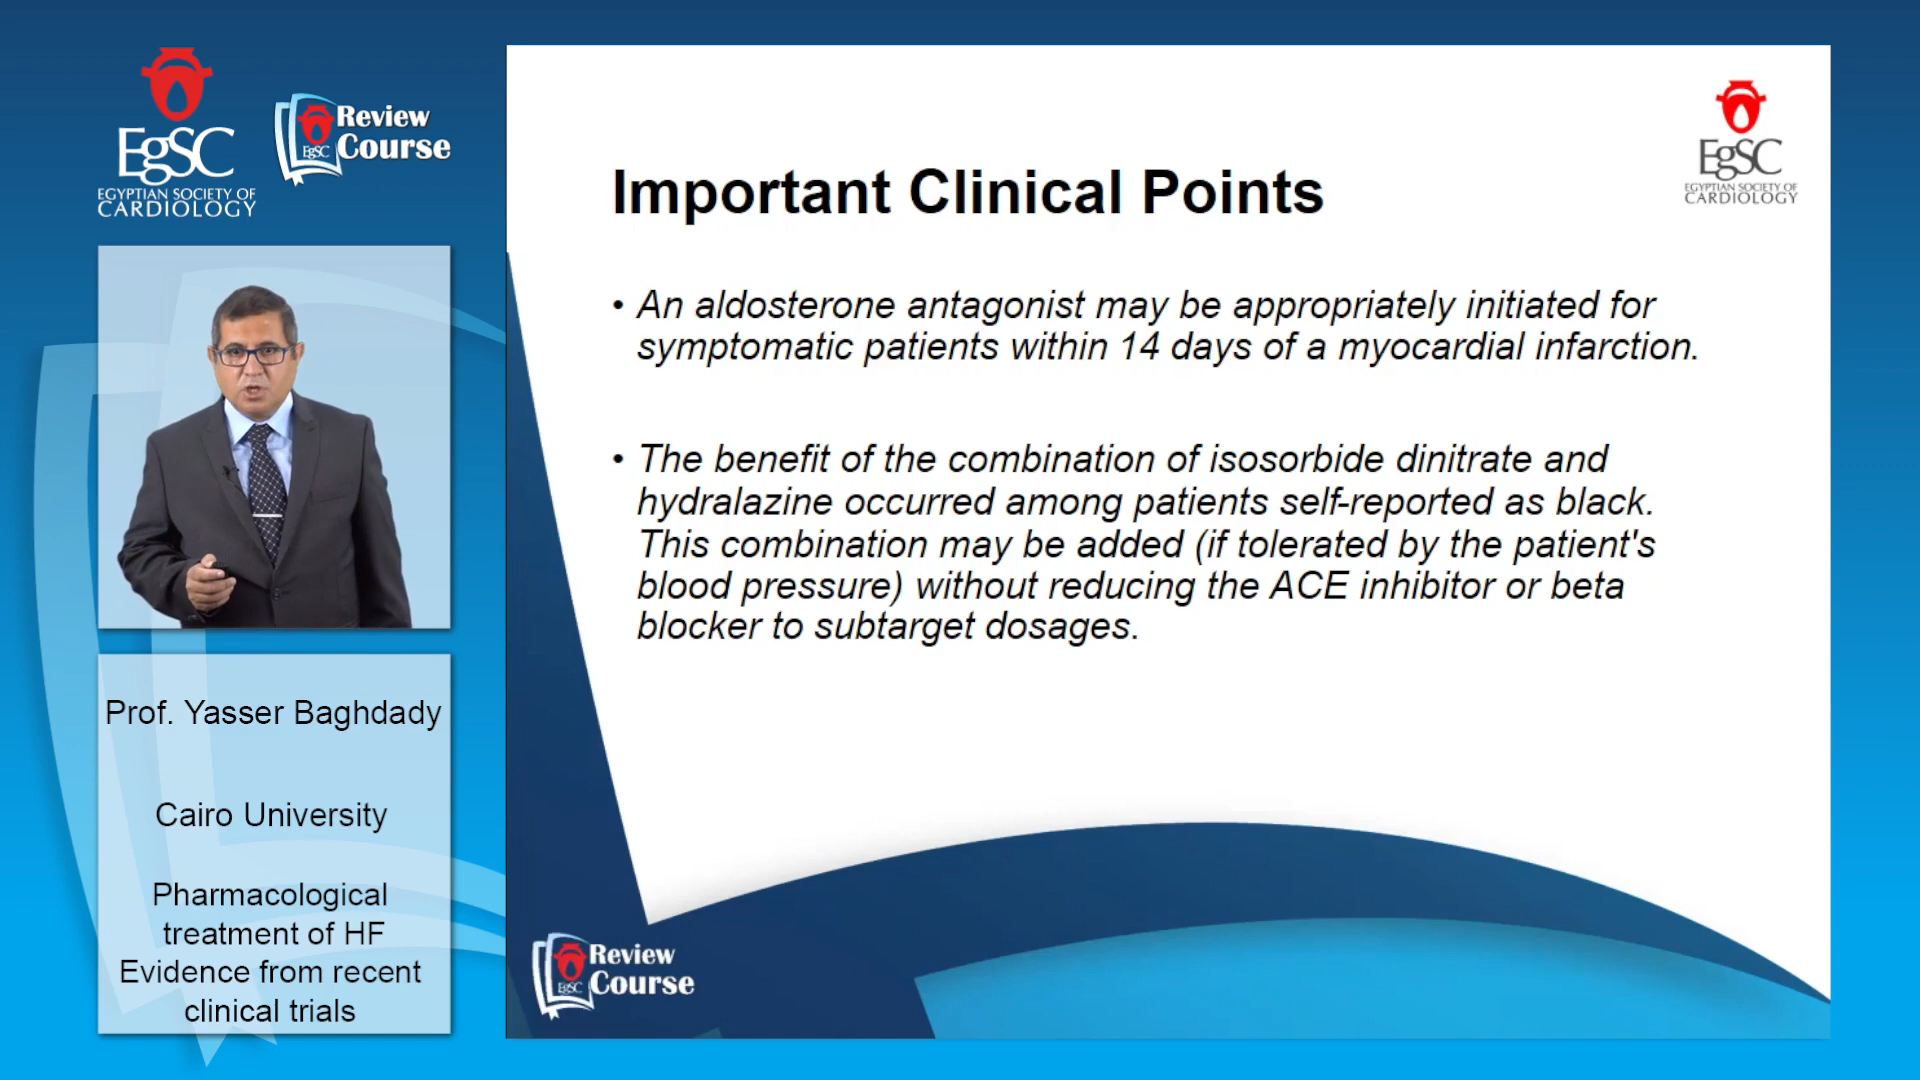 EgSC
EGYPTIAN SOCIETY OF
CARDIOLOGY
Review
Course
EgSC
Prof. Yasser Baghdady
Cairo University
Pharmacological
treatment of HF
Evidence from recent
clinical trials
EgSC
EGYPTIAN SOCIETY OF
CARDIOLOGY
Important Clinical Points
• An aldosterone antagonist may be appropriately initiated for
symptomatic patients within 14 days of a myocardial infarction.
• The benefit of the combination of isosorbide dinitrate and
hydralazine occurred among patients self-reported as black.
This combination may be added (if tolerated by the patient's
blood pressure) without reducing the ACE inhibitor or beta
blocker to subtarget dosages.
Review
Course
EgSC